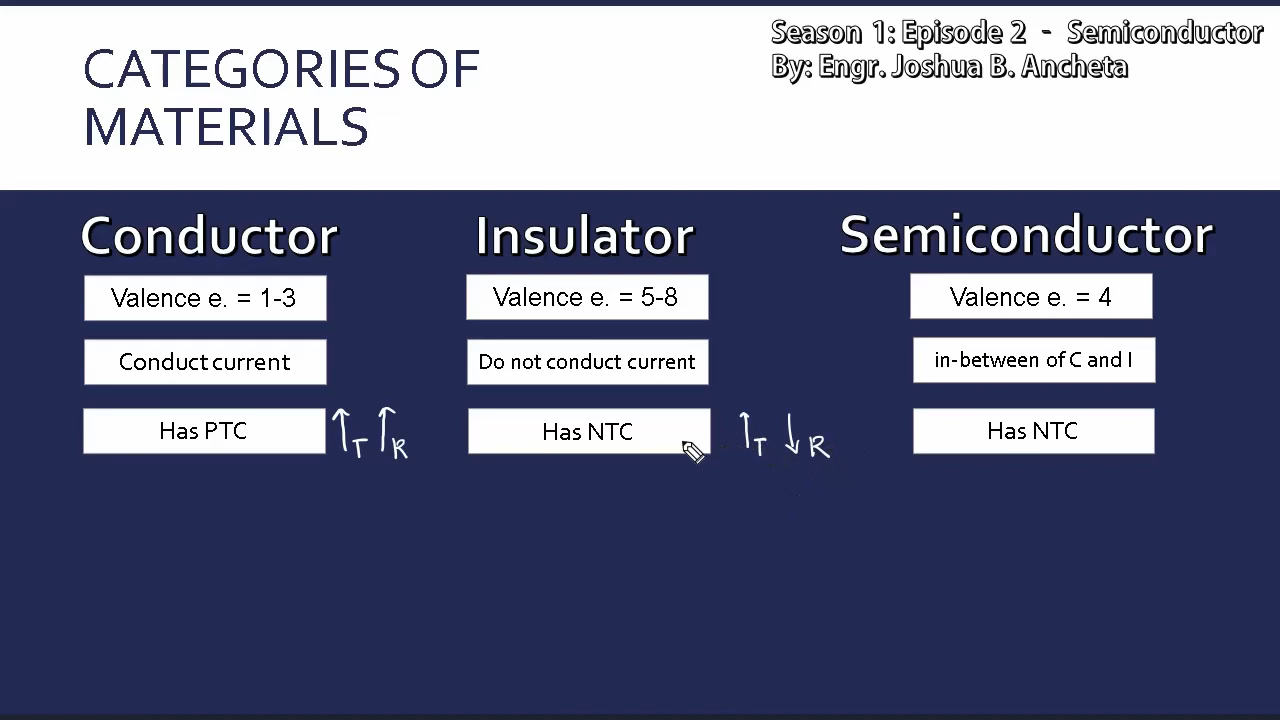 Season 1: Episode 2 - Semiconductor
By: Engr. Joshua B. Ancheta
CATEGORIES OF
MATERIALS
Conductor
Valence e. = 1-3
Conduct current
Has PTC
↑T ↑R
Insulator
Valence e. = 5-8
Do not conduct current
Has NTC
↑T ↓R
Semiconductor
Valence e. = 4
in-between of C and I
Has NTC